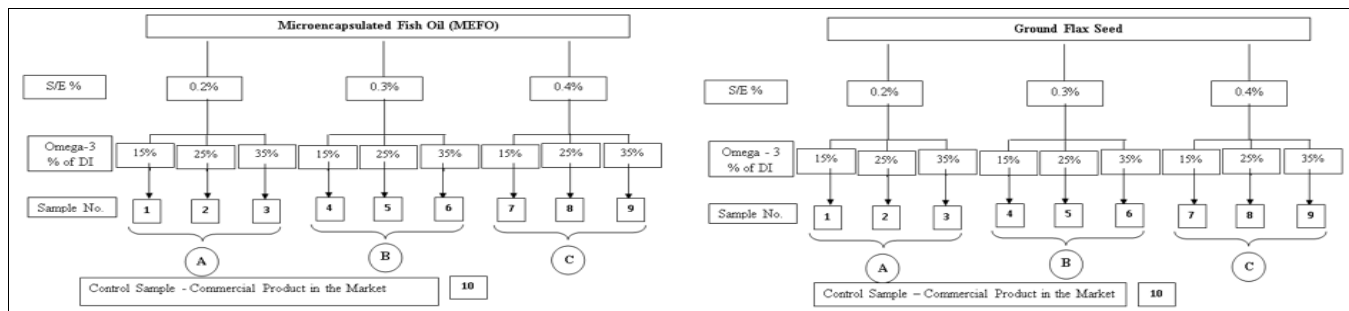 Microencapsulated Fish Oil (MEFO)
S/E %
0.2%
0.3%
0.4%
Omega-3
% of DI
15%
25%
35%
15%
25%
35%
15%
25%
35%
Sample No.
1
2
3
4
5
6
7
8
9
A
B
C
Control Sample - Commercial Product in the Market
10
Ground Flax Seed
S/E %
0.2%
0.3%
0.4%
Omega - 3
% of DI
15%
25%
35%
15%
25%
35%
15%
25%
35%
Sample No.
1
2
3
4
5
6
7
8
9
A
B
C
Control Sample – Commercial Product in the Market
10